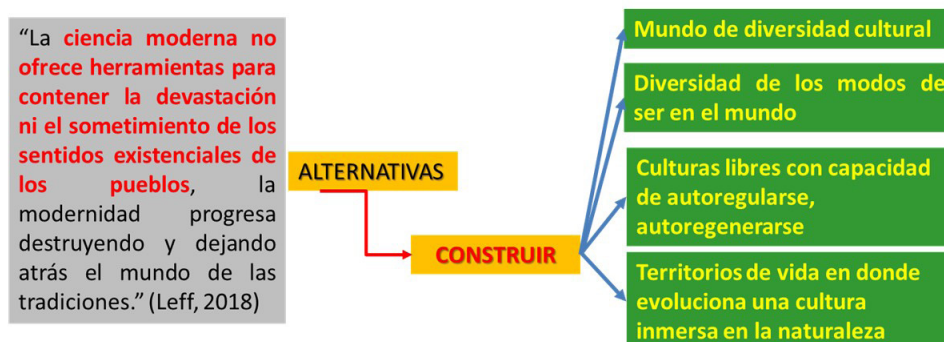 “La ciencia moderna no
ofrece herramientas para
contener la devastación
ni el sometimiento de los
sentidos existenciales de
los pueblos, la
modernidad progresa
destruyendo y dejando
atrás el mundo de las
tradiciones.” (Leff, 2018)
ALTERNATIVAS
CONSTRUIR
Mundo de diversidad cultural
Diversidad de los modos de
ser en el mundo
Culturas libres con capacidad
de autoregularse,
autoregenerarse
Territorios de vida en donde
evoluciona una cultura
inmersa en la naturaleza